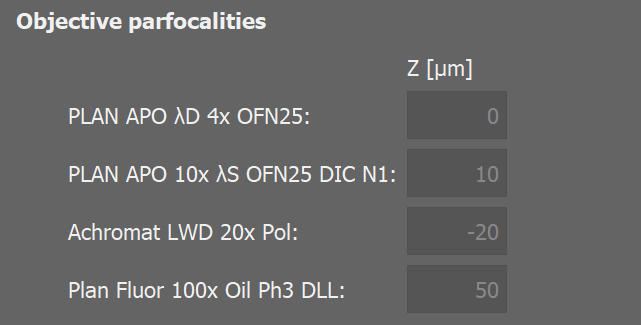 Objective parfocalities
Z [µm]
PLAN APO λD 4x OFN25: 0
PLAN APO 10x λS OFN25 DIC N1: 10
Achromat LWD 20x Pol: -20
Plan Fluor 100x Oil Ph3 DLL: 50